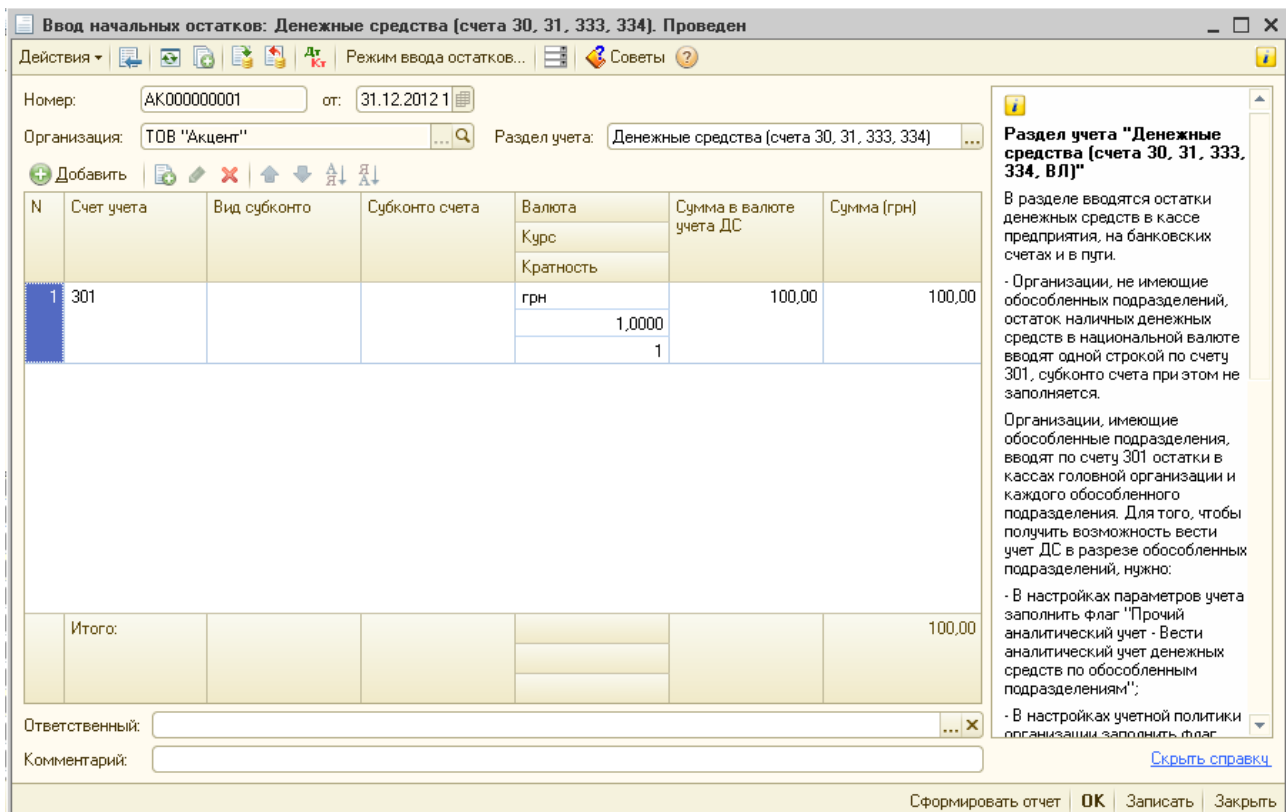 Ввод начальных остатков: Денежные средства (счета 30, 31, 333, 334). Проведен
Действия
Дт Кт
Режим ввода остатков...
Советы
Номер: АК000000001 от: 31.12.2012 1
Организация: ТОВ "Акцент" ... Раздел учета: Денежные средства (счета 30, 31, 333, 334) ...
Добавить
N Счет учета Вид субконто Субконто счета Валюта Сумма в валюте учета ДС Сумма (грн)
Курс
Кратность
1 301 грн 100,00 100,00
1,0000
1
Итого: 100,00
Ответственный: ...
Комментарий:
Раздел учета "Денежные
средства (счета 30, 31, 333,
334, ВЛ)"
В разделе вводятся остатки
денежных средств в кассе
предприятия, на банковских
счетах и в пути.
- Организации, не имеющие
обособленных подразделений,
остаток наличных денежных
средств в национальной валюте
вводят одной строкой по счету
301, субконто счета при этом не
заполняется.
Организации, имеющие
обособленные подразделения,
вводят по счету 301 остатки в
кассах головной организации и
каждого обособленного
подразделения. Для того, чтобы
получить возможность вести
учет ДС в разрезе обособленных
подразделений, нужно:
- В настройках параметров учета
заполнить флаг "Прочий
аналитический учет - Вести
аналитический учет денежных
средств по обособленным
подразделениям";
- В настройках учетной политики
организации заполнить флаг
Скрыть справку
Сформировать отчет OK Записать Закрыть